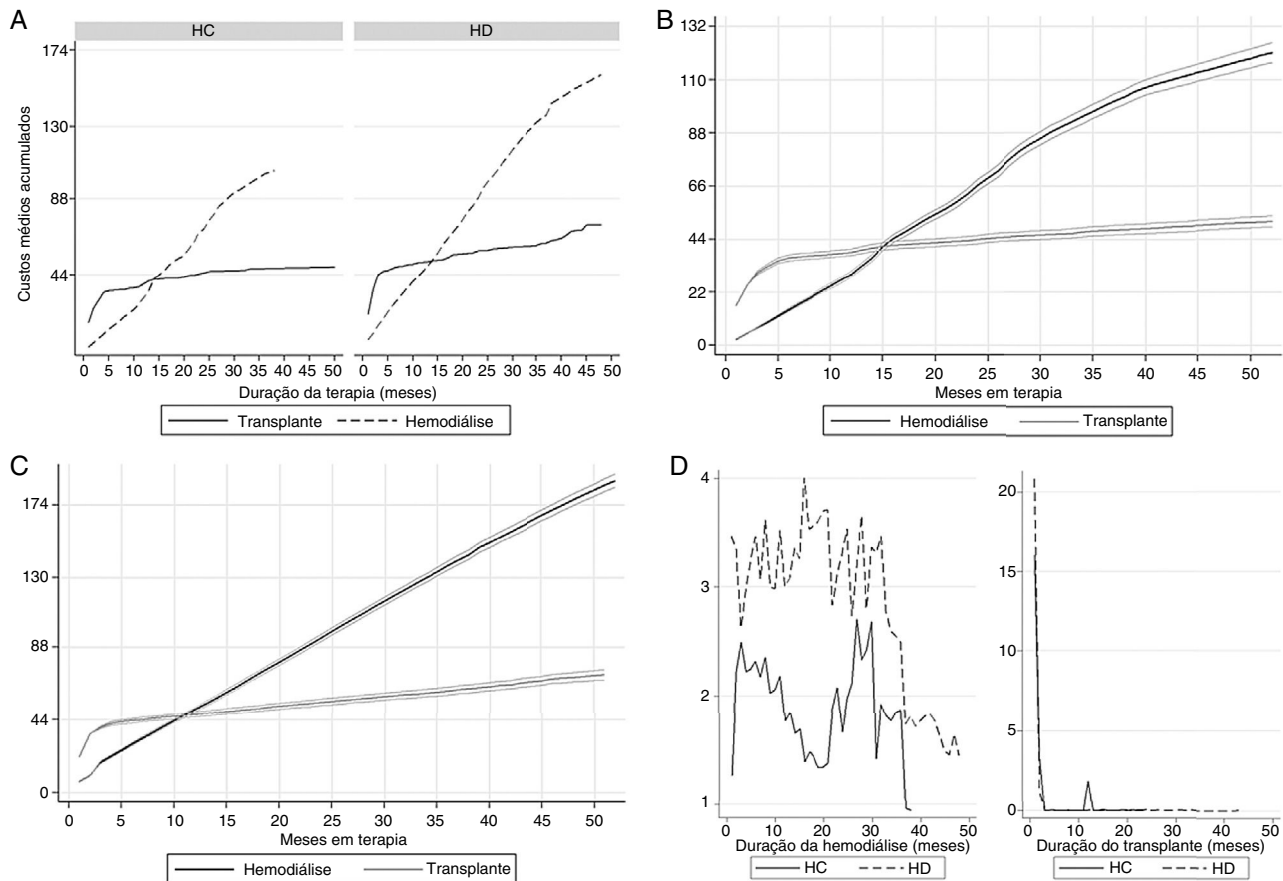 A
HC
HD
Custos médios acumulados
174
130
88
44
0 5 10 15 20 25 30 35 40 45 50
0 5 10 15 20 25 30 35 40 45 50
Duração da terapia (meses)
Transplante
Hemodiálise
B
132
110
88
66
44
22
0
0 5 10 15 20 25 30 35 40 45 50
Meses em terapia
Hemodiálise
Transplante
C
174
130
88
44
0
0 5 10 15 20 25 30 35 40 45 50
Meses em terapia
Hemodiálise
Transplante
D
4
3
2
1
0 10 20 30 40 50
Duração da hemodiálise (meses)
HC
HD
20
15
10
5
0
0 10 20 30 40 50
Duração do transplante (meses)
HC
HD